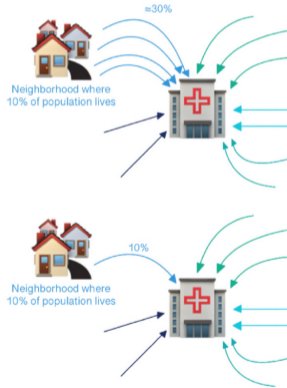 ≈30%
Neighborhood where
10% of population lives
10%
Neighborhood where
10% of population lives